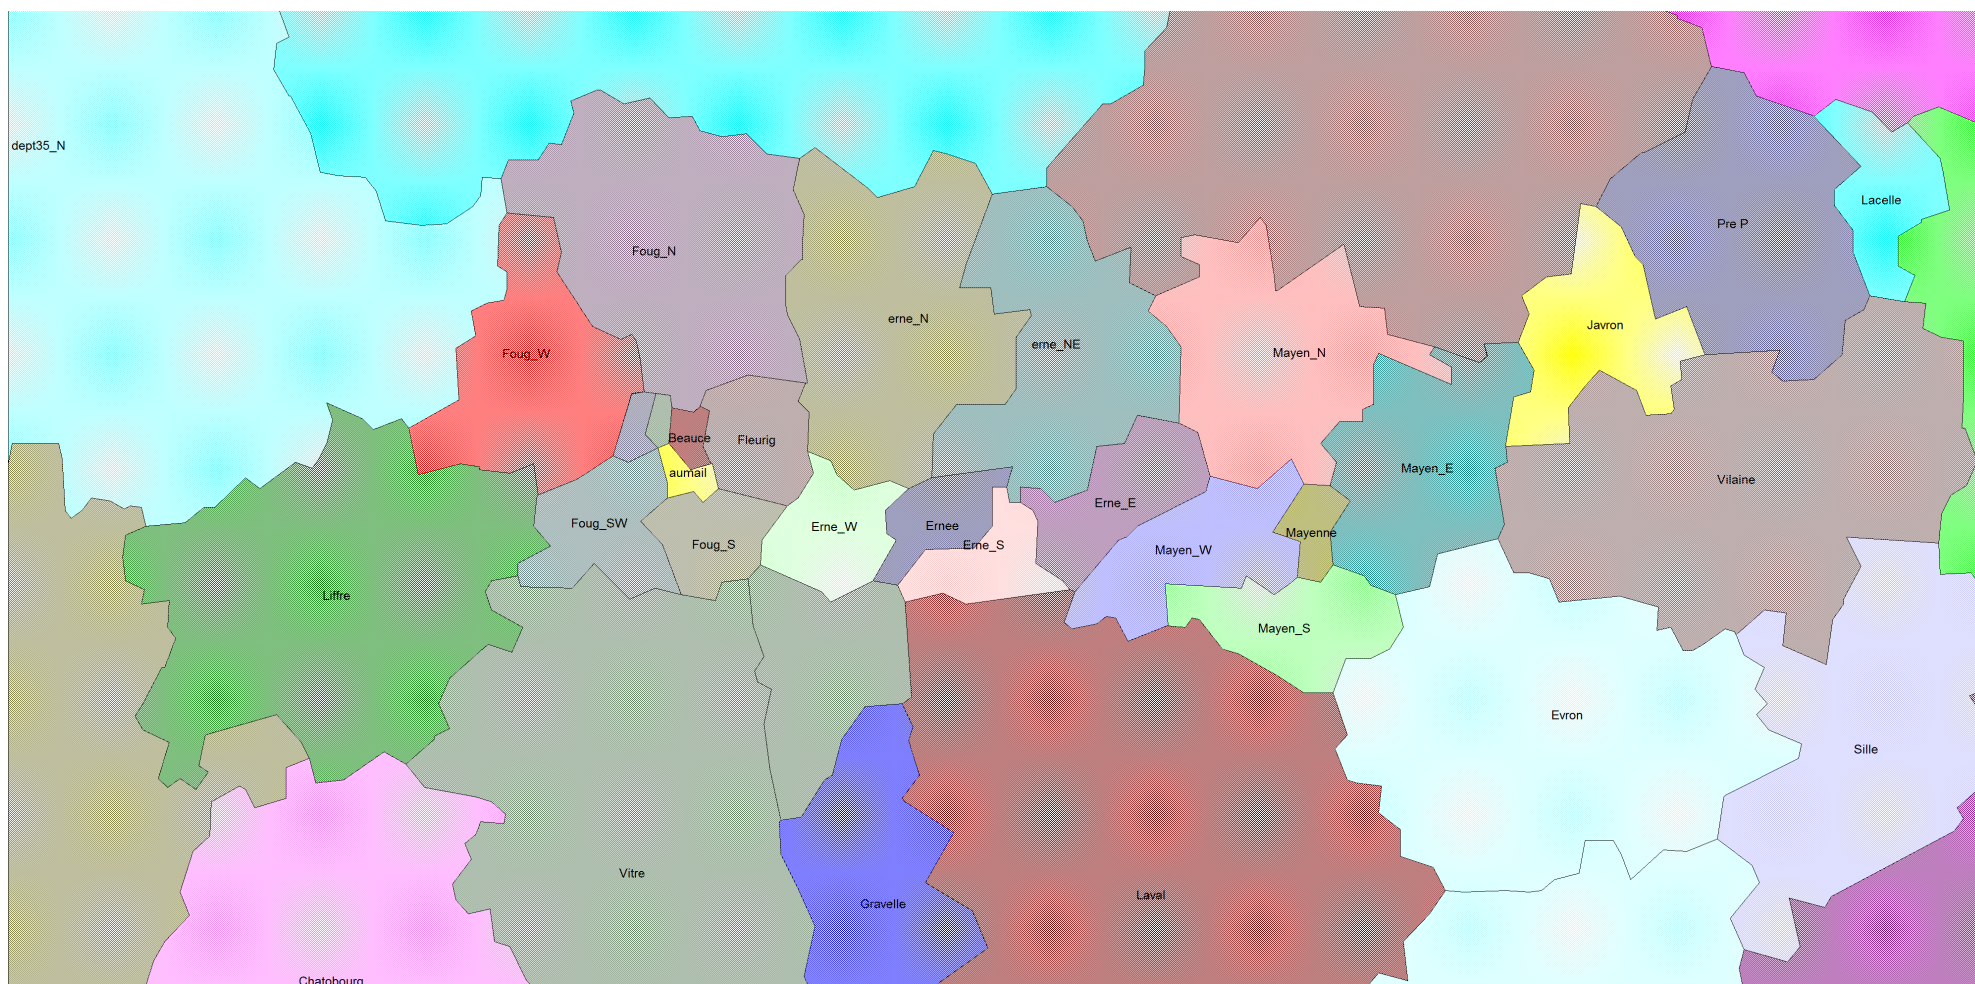 dept35_N
Lacelle
Pre P
Foug_N
erne_N
Javron
erne_NE
Mayen_N
Foug_W
Beauce
Fleurig
Mayen_E
aumail
Vilaine
Erne_E
Foug_SW
Erne_W
Ernee
Mayenne
Foug_S
Erne_S
Mayen_W
Liffre
Mayen_S
Evron
Sille
Vitre
Laval
Gravelle
Chatobourg